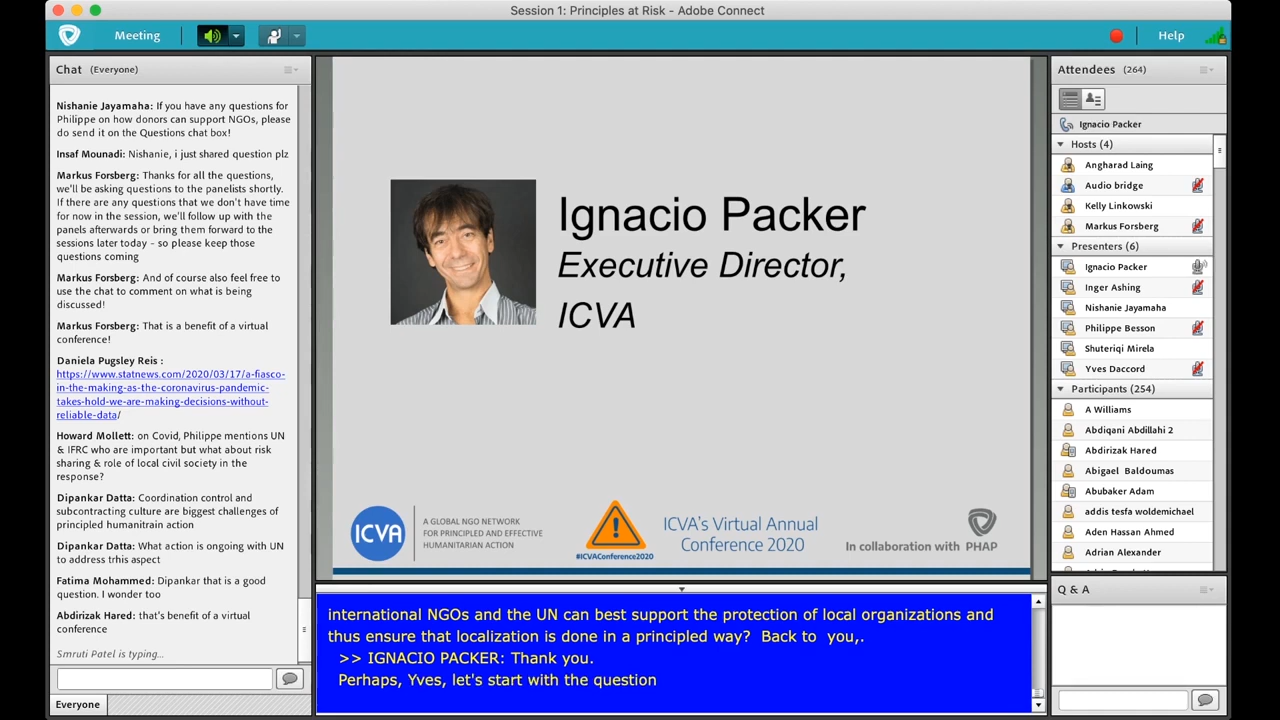 Session 1: Principles at Risk - Adobe Connect
Meeting
Help
Chat (Everyone)
Nishanie Jayamaha: If you have any questions for
Philippe on how donors can support NGOs, please
do send it on the Questions chat box!
Insaf Mounadi: Nishanie, i just shared question plz
Markus Forsberg: Thanks for all the questions,
we'll be asking questions to the panelists shortly.
If there are any questions that we don't have time
for now in the session, we'll follow up with the
panels afterwards or bring them forward to the
sessions later today - so please keep those
questions coming
Markus Forsberg: And of course also feel free to
use the chat to comment on what is being
discussed!
Markus Forsberg: That is a benefit of a virtual
conference!
Daniela Pugsley Reis :
https://www.statnews.com/2020/03/17/a-fiasco-
in-the-making-as-the-coronavirus-pandemic-
takes-hold-we-are-making-decisions-without-
reliable-data/
Howard Mollett: on Covid, Philippe mentions UN
& IFRC who are important but what about risk
sharing & role of local civil society in the
response?
Dipankar Datta: Coordination control and
subcontracting culture are biggest challenges of
principled humanitrain action
Dipankar Datta: What action is ongoing with UN
to address trhis aspect
Fatima Mohammed: Dipankar that is a good
question. I wonder too
Abdirizak Hared: that's benefit of a virtual
conference
Smruti Patel is typing...
Everyone
Ignacio Packer
Executive Director,
ICVA
ICVA
A GLOBAL NGO NETWORK
FOR PRINCIPLED AND EFFECTIVE
HUMANITARIAN ACTION
#ICVAConference2020
ICVA's Virtual Annual
Conference 2020
In collaboration with PHAP
international NGOs and the UN can best support the protection of local organizations and
thus ensure that localization is done in a principled way? Back to you,.
>> IGNACIO PACKER: Thank you.
Perhaps, Yves, let's start with the question
Attendees (264)
Ignacio Packer
Hosts (4)
Angharad Laing
Audio bridge
Kelly Linkowski
Markus Forsberg
Presenters (6)
Ignacio Packer
Inger Ashing
Nishanie Jayamaha
Philippe Besson
Shuteriqi Mirela
Yves Daccord
Participants (254)
A Williams
Abdiqani Abdillahi 2
Abdirizak Hared
Abigael Baldoumas
Abubaker Adam
addis tesfa woldemichael
Aden Hassan Ahmed
Adrian Alexander
Q & A